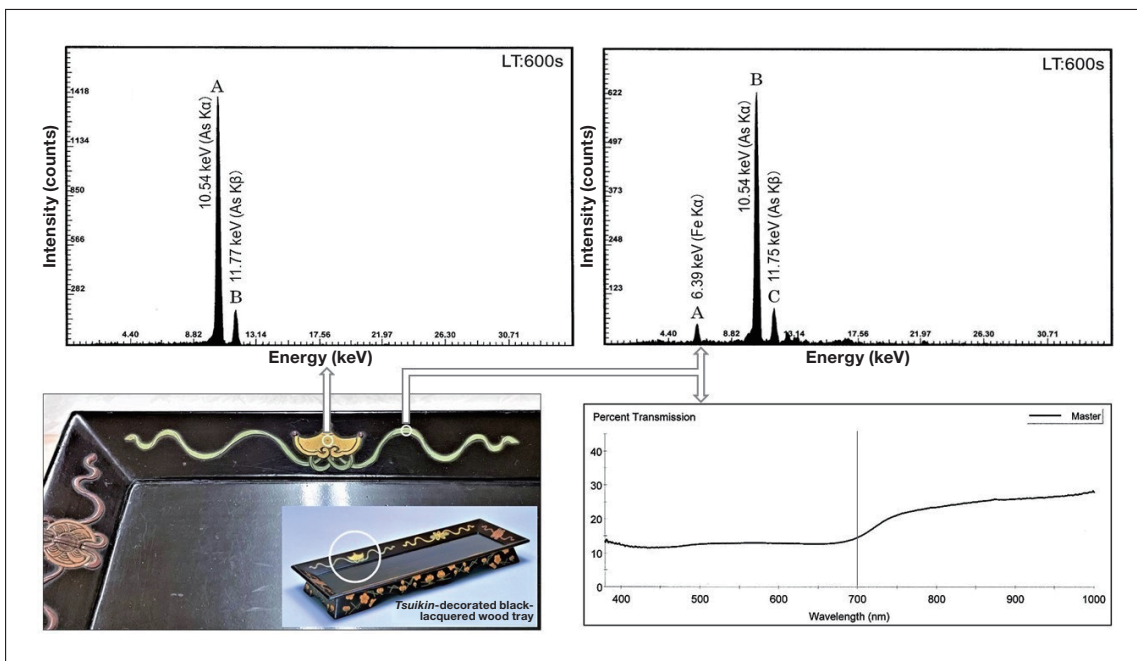 LT:600s
A
1418
1134
850
566
282
10.54 keV (As Kα)
11.77 keV (As Kβ)
B
Intensity (counts)
4.40 8.82 13.14 17.56 21.97 26.30 30.71
Energy (keV)
LT:600s
B
622
497
373
248
123
10.54 keV (As Kα)
6.39 keV (Fe Kα)
11.75 keV (As Kβ)
A
C
Intensity (counts)
4.40 8.82 13.14 17.56 21.97 26.30 30.71
Energy (keV)
Tsuikin-decorated black-
lacquered wood tray
Percent Transmission
Master
40
30
20
10
0
400 500 600 700 800 900 1000
Wavelength (nm)